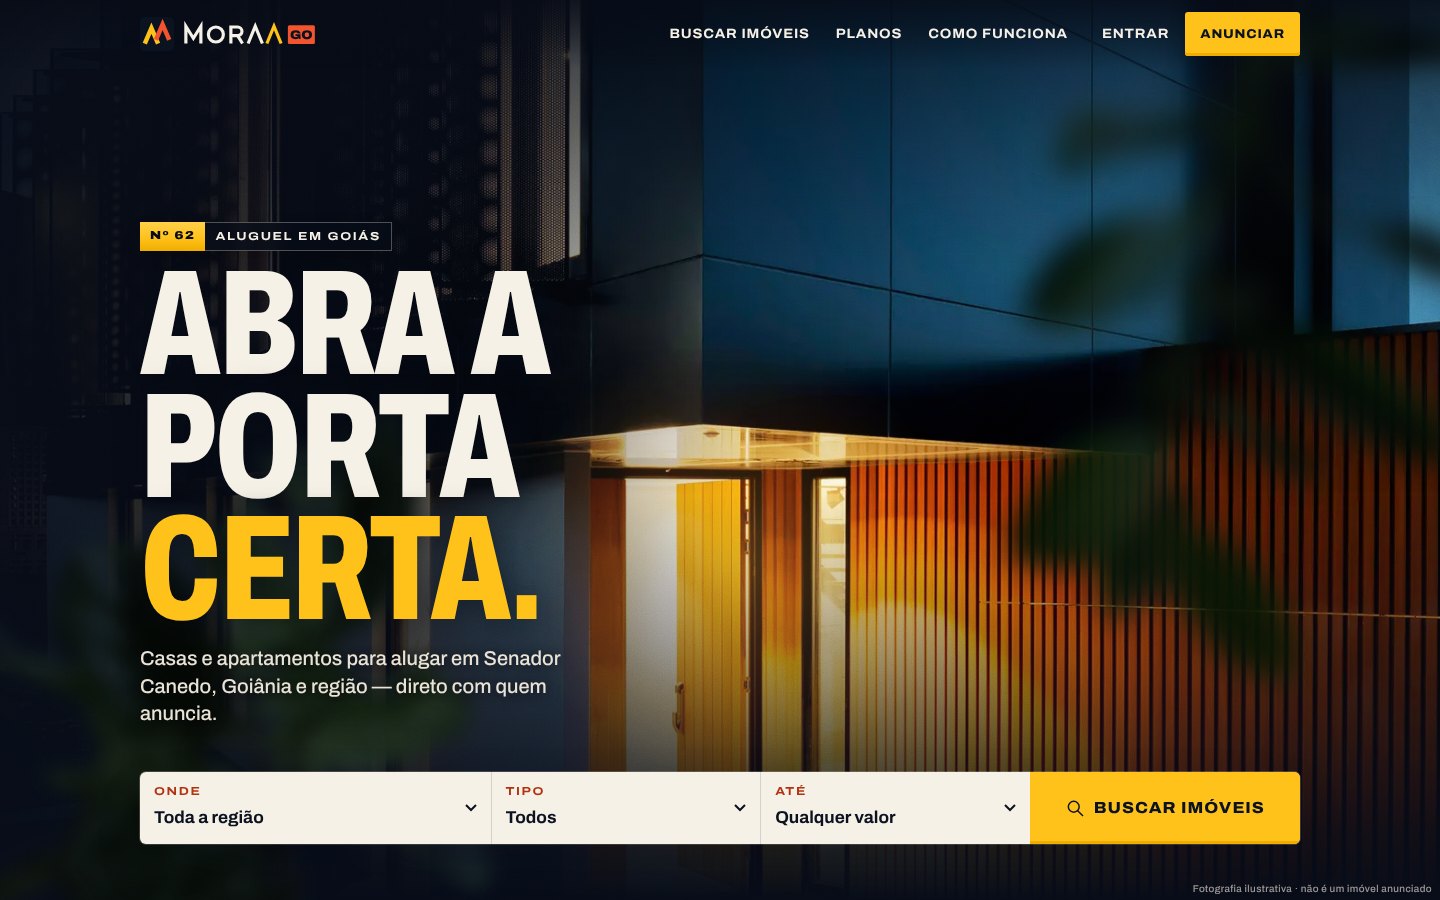 MORAR GO
BUSCAR IMÓVEIS
PLANOS
COMO FUNCIONA
ENTRAR
ANUNCIAR
Nº 62
ALUGUEL EM GOIÁS
ABRA A
PORTA
CERTA.
Casas e apartamentos para alugar em Senador
Canedo, Goiânia e região — direto com quem
anuncia.
ONDE
Toda a região
TIPO
Todos
ATÉ
Qualquer valor
BUSCAR IMÓVEIS
Fotografia ilustrativa · não é um imóvel anunciado